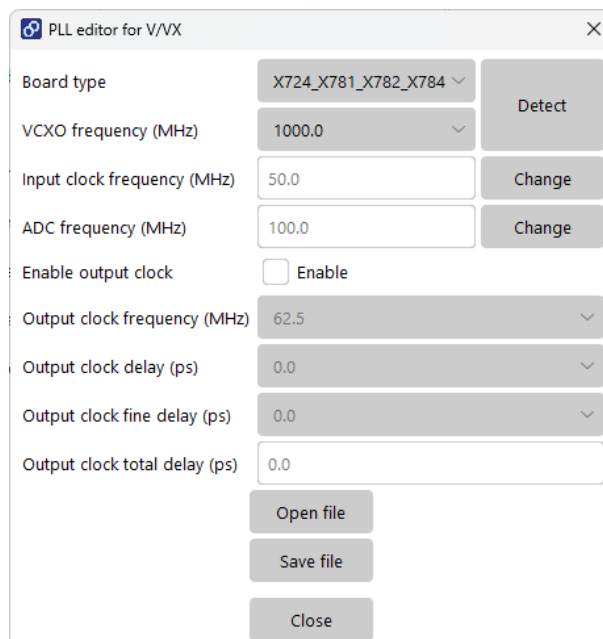 PLL editor for V/VX
Board type X724_X781_X782_X784
Detect
VCXO frequency (MHz) 1000.0
Input clock frequency (MHz) 50.0 Change
ADC frequency (MHz) 100.0 Change
Enable output clock Enable
Output clock frequency (MHz) 62.5
Output clock delay (ps) 0.0
Output clock fine delay (ps) 0.0
Output clock total delay (ps) 0.0
Open file
Save file
Close